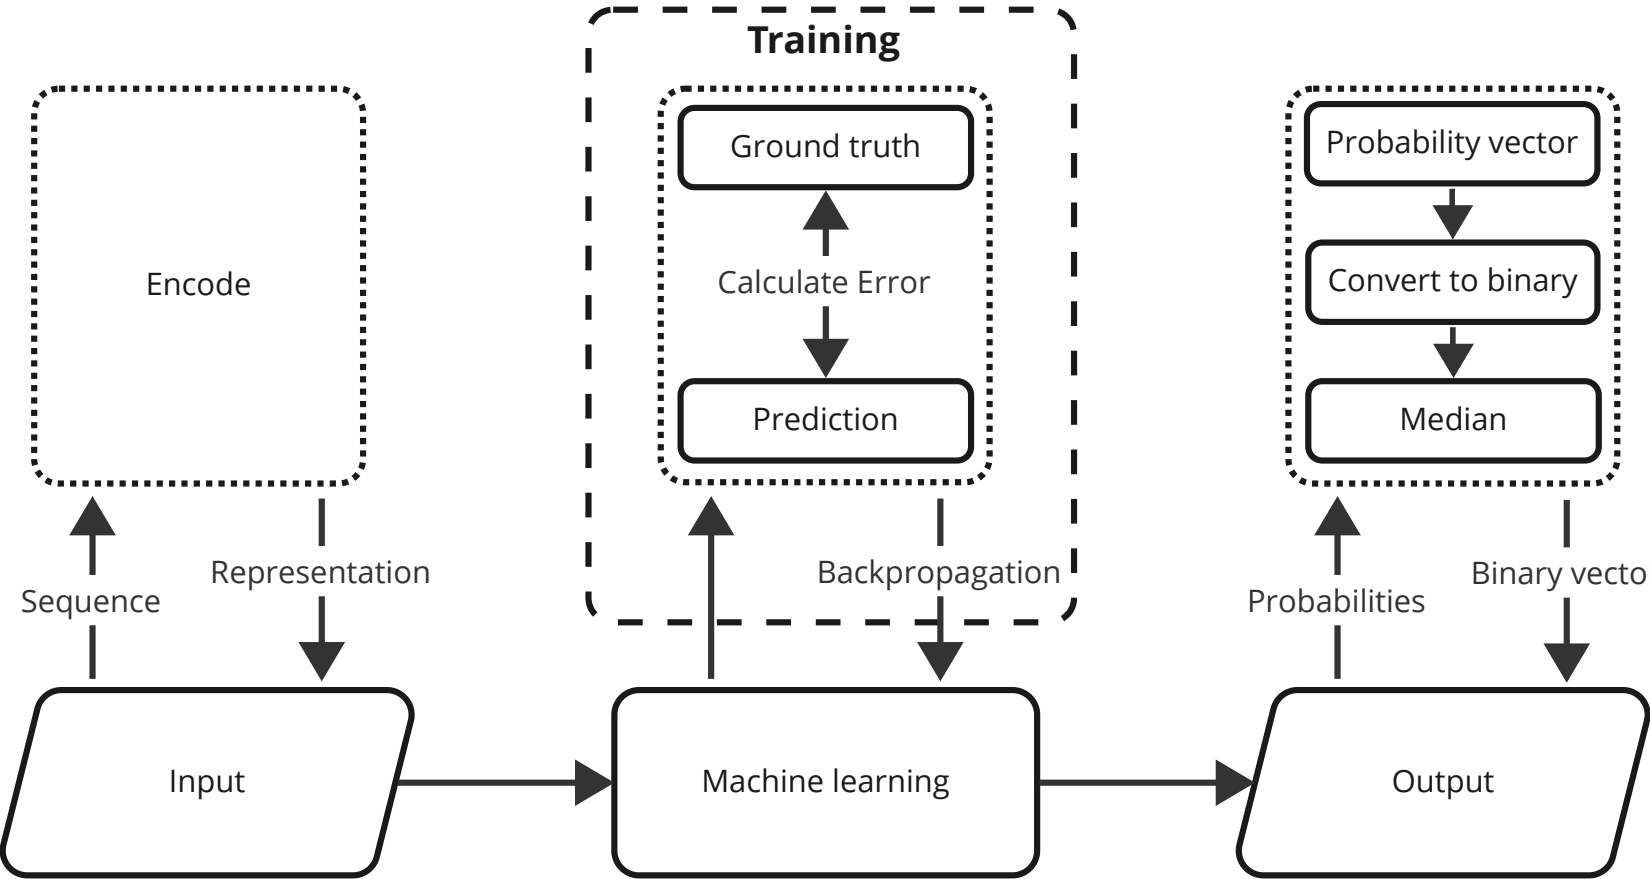 Training
Encode
Ground truth
Calculate Error
Prediction
Probability vector
Convert to binary
Median
Sequence
Representation
Backpropagation
Probabilities
Binary vecto
Input
Machine learning
Output